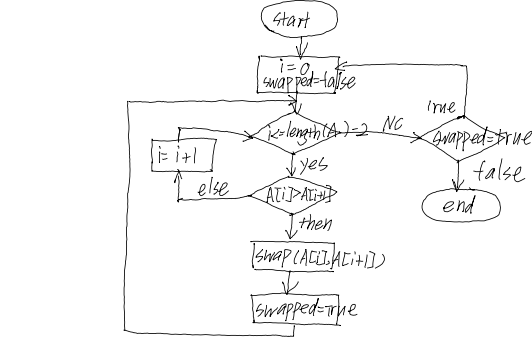 start
i=0
swapped=false
i<=length(A)-2
NO
True
swapped=true
i=i+1
yes
false
else
A[i]>A[i+1]
end
then
swap(A[i],A[i+1])
swapped=True